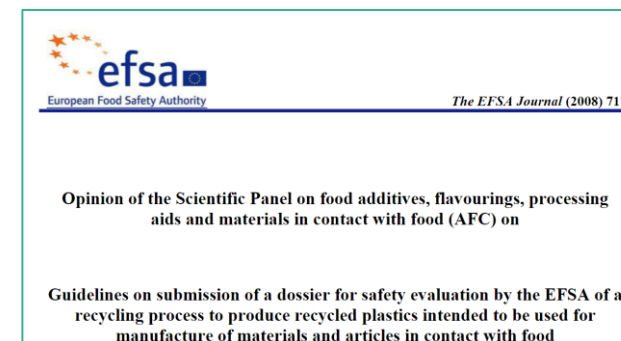 efsa
European Food Safety Authority
The EFSA Journal (2008) 71
Opinion of the Scientific Panel on food additives, flavourings, processing
aids and materials in contact with food (AFC) on
Guidelines on submission of a dossier for safety evaluation by the EFSA of a
recycling process to produce recycled plastics intended to be used for
manufacture of materials and articles in contact with food